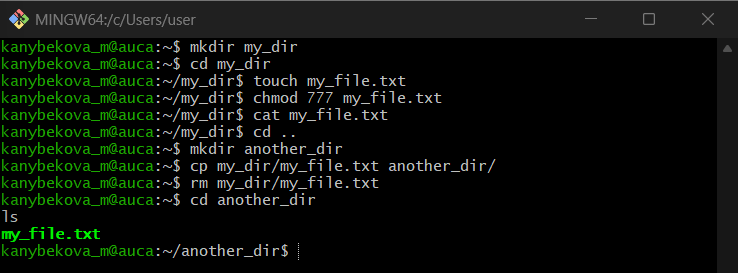 MINGW64:/c/Users/user
kanybekova_m@auca:~$ mkdir my_dir
kanybekova_m@auca:~$ cd my_dir
kanybekova_m@auca:~/my_dir$ touch my_file.txt
kanybekova_m@auca:~/my_dir$ chmod 777 my_file.txt
kanybekova_m@auca:~/my_dir$ cat my_file.txt
kanybekova_m@auca:~/my_dir$ cd ..
kanybekova_m@auca:~$ mkdir another_dir
kanybekova_m@auca:~$ cp my_dir/my_file.txt another_dir/
kanybekova_m@auca:~$ rm my_dir/my_file.txt
kanybekova_m@auca:~$ cd another_dir
ls
my_file.txt
kanybekova_m@auca:~/another_dir$